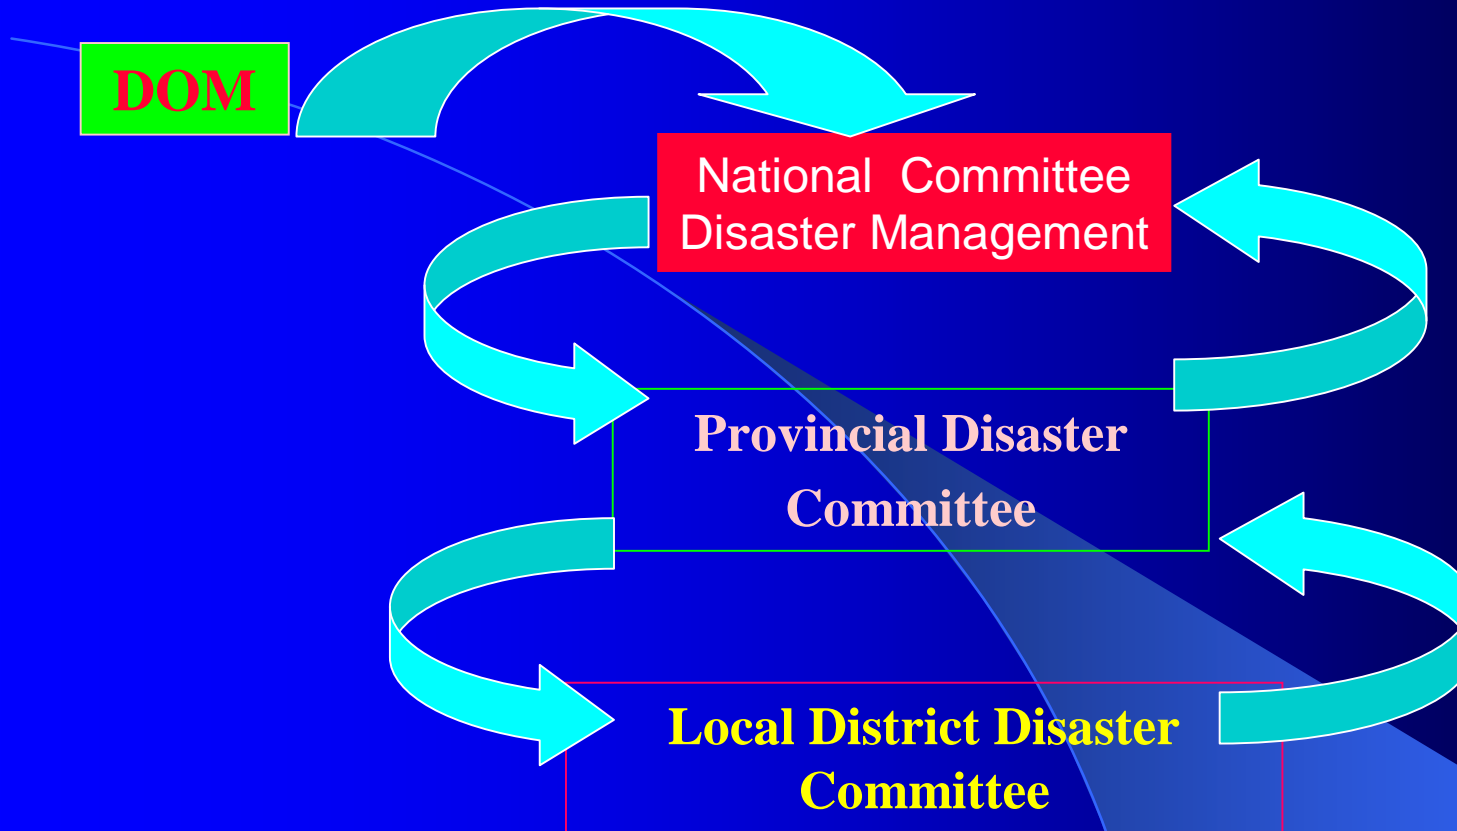 DOM
National Committee
Disaster Management
Provincial Disaster
Committee
Local District Disaster
Committee